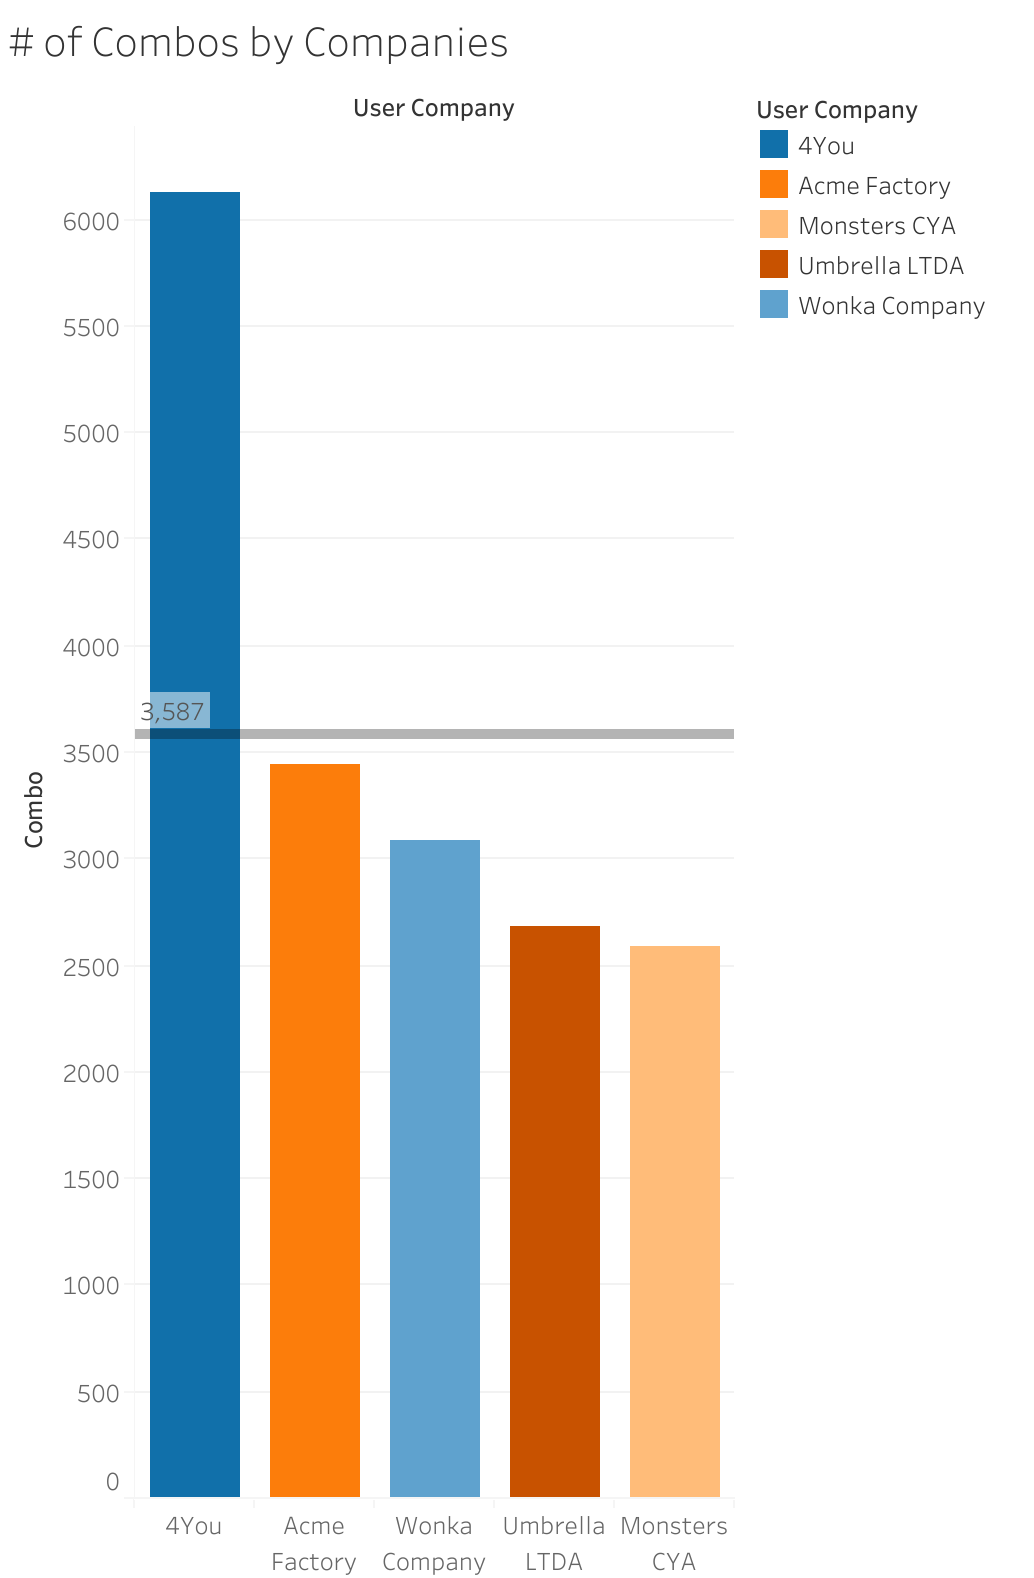 # of Combos by Companies
User Company
User Company
4You
Acme Factory
Monsters CYA
Umbrella LTDA
Wonka Company
6000
5500
5000
4500
4000
3,587
3500
Combo
3000
2500
2000
1500
1000
500
0
4You
Acme
Factory
Wonka
Company
Umbrella
LTDA
Monsters
CYA